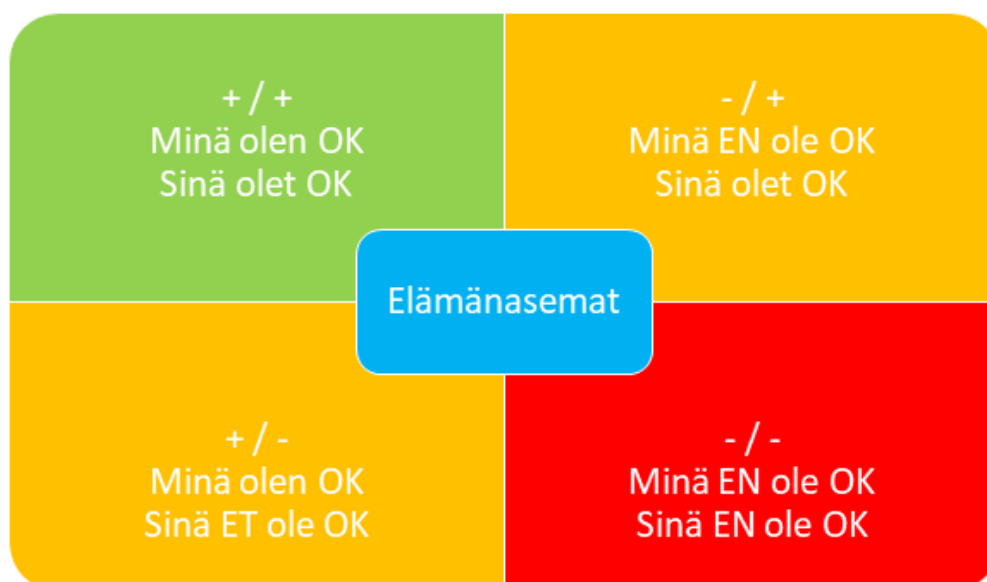 + / +
Minä olen OK
Sinä olet OK
- / +
Minä EN ole OK
Sinä olet OK
Elämänasemat
+ / -
Minä olen OK
Sinä ET ole OK
- / -
Minä EN ole OK
Sinä EN ole OK